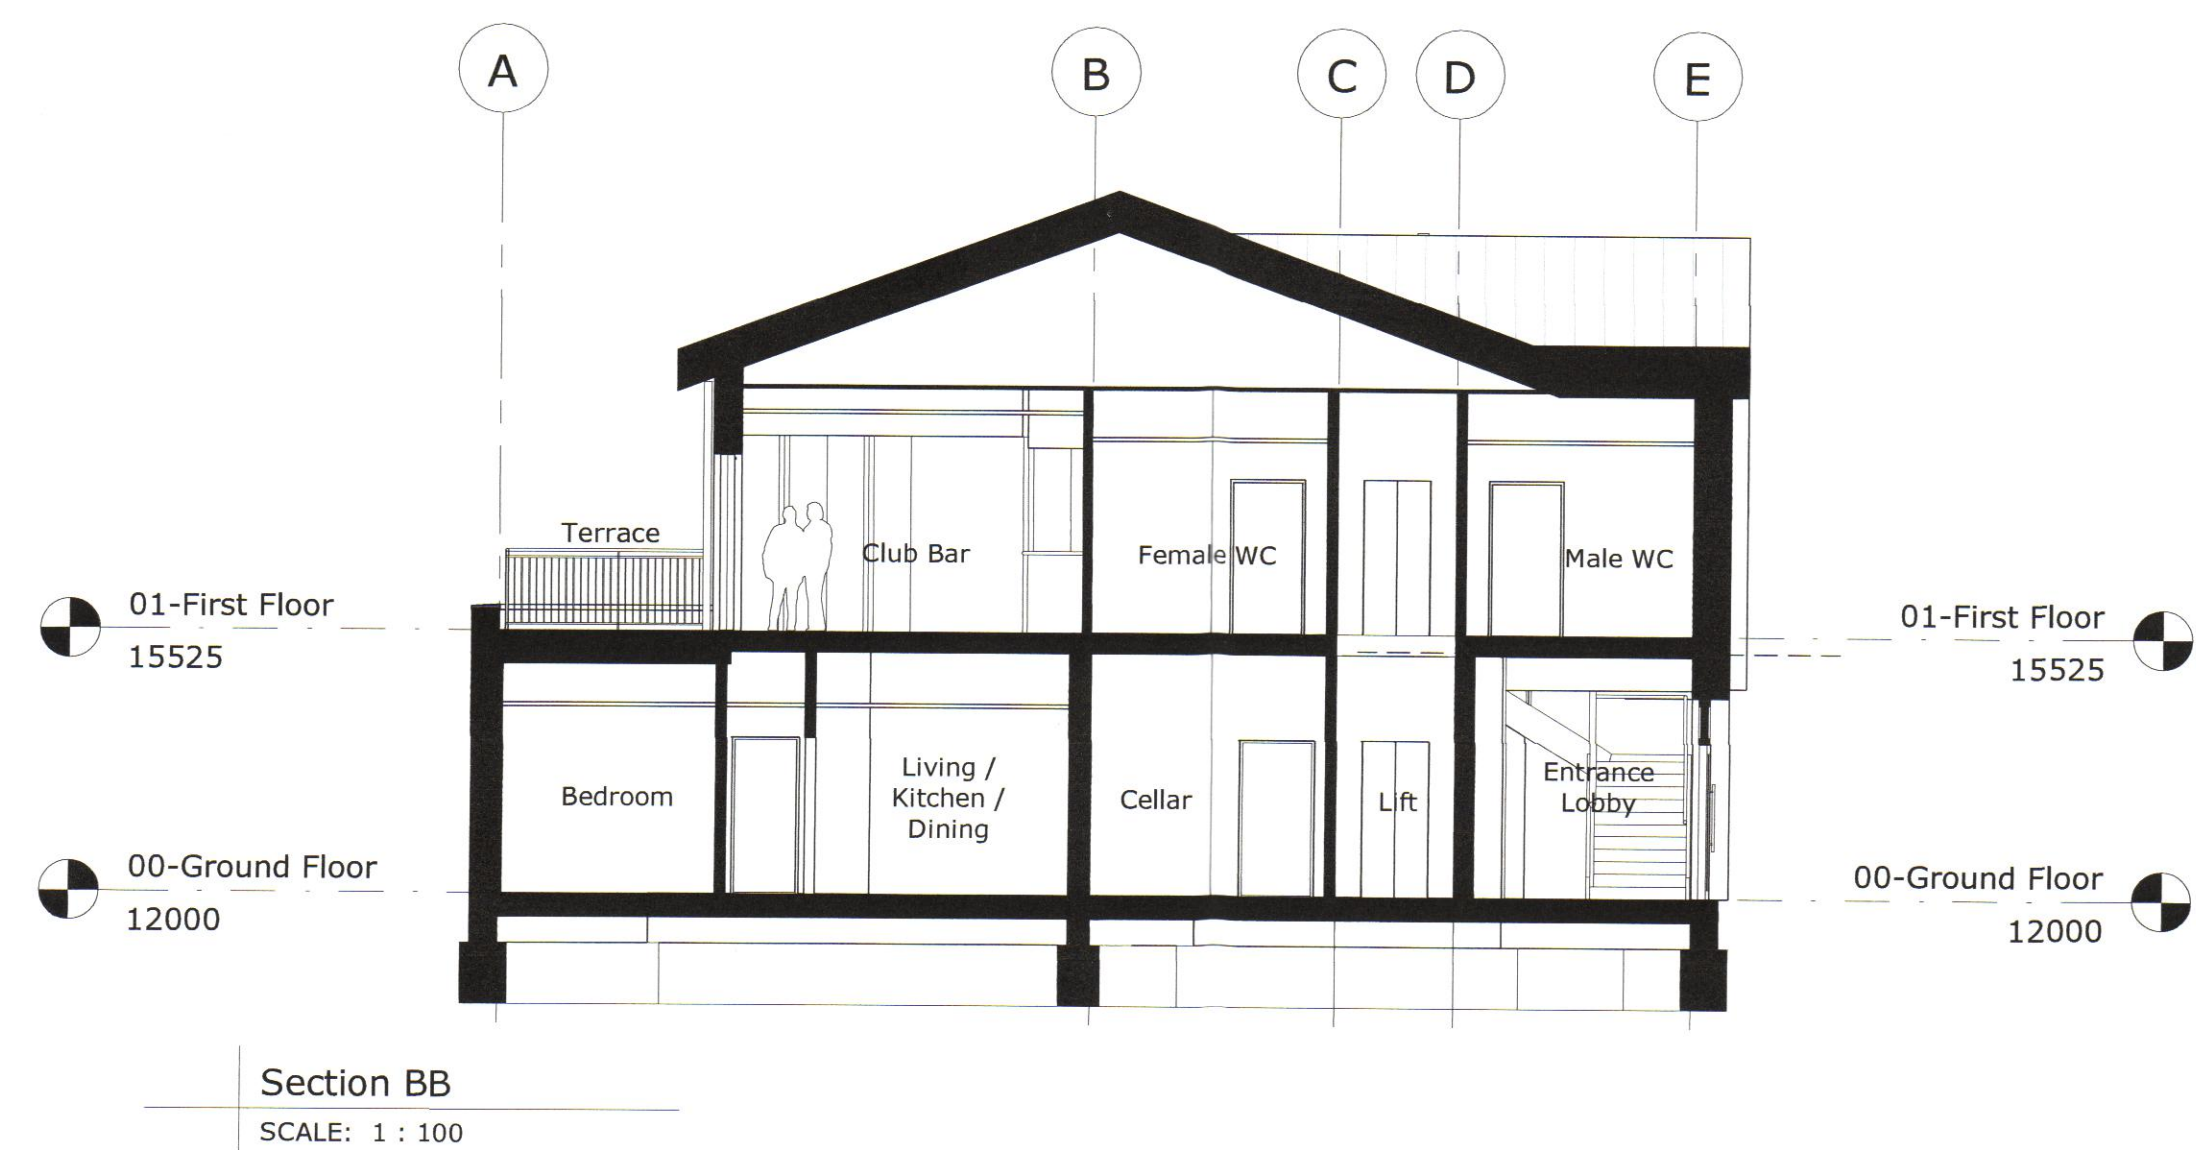 A
B
C
D
E
Terrace
Club Bar
Female WC
Male WC
01-First Floor
15525
01-First Floor
15525
Bedroom
Living /
Kitchen /
Dining
Cellar
Lift
Entrance
Lobby
00-Ground Floor
12000
00-Ground Floor
12000
Section BB
SCALE: 1 : 100